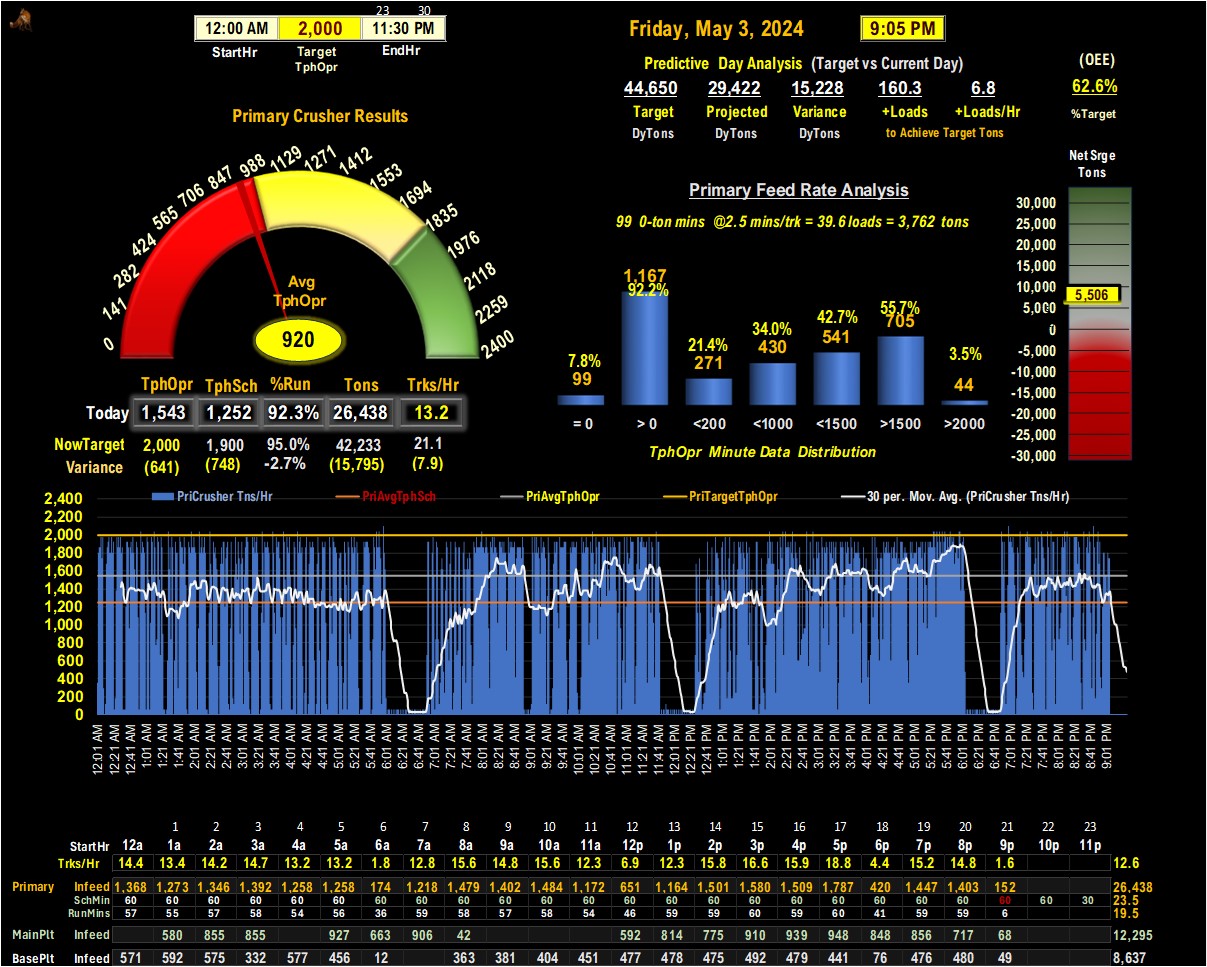 23 30
12:00 AM 2,000 11:30 PM
StartHr Target TphOpr EndHr
Friday, May 3, 2024 9:05 PM
Predictive Day Analysis (Target vs Current Day)
44,650 29,422 15,228 160.3 6.8
Target Projected Variance +Loads +Loads/Hr
DyTons DyTons DyTons to Achieve Target Tons
(OEE)
62.6%
%Target
Primary Crusher Results
0 141 282 424 565 706 847 988 1129 1271 1412 1553 1694 1835 1976 2118 2259 2400
Avg
TphOpr
920
TphOpr TphSch %Run Tons Trks/Hr
Today 1,543 1,252 92.3% 26,438 13.2
NowTarget 2,000 1,900 95.0% 42,233 21.1
Variance (641) (748) -2.7% (15,795) (7.9)
Primary Feed Rate Analysis
99 0-ton mins @2.5 mins/trk = 39.6 loads = 3,762 tons
7.8% 92.2% 21.4% 34.0% 42.7% 55.7% 3.5%
99 1,167 271 430 541 705 44
= 0 > 0 <200 <1000 <1500 >1500 >2000
TphOpr Minute Data Distribution
Net Srge
Tons
30,000
25,000
20,000
15,000
10,000
5,506
5,000
0
-5,000
-10,000
-15,000
-20,000
-25,000
-30,000
PriCrusher Tns/Hr PriAvgTphSch PriAvgTphOpr PriTargetTphOpr 30 per. Mov. Avg. (PriCrusher Tns/Hr)
2,400
2,200
2,000
1,800
1,600
1,400
1,200
1,000
800
600
400
200
0
12:01 AM 12:21 AM 12:41 AM 1:01 AM 1:21 AM 1:41 AM 2:01 AM 2:21 AM 2:41 AM 3:01 AM 3:21 AM 3:41 AM 4:01 AM 4:21 AM 4:41 AM 5:01 AM 5:21 AM 5:41 AM 6:01 AM 6:21 AM 6:41 AM 7:01 AM 7:21 AM 7:41 AM 8:01 AM 8:21 AM 8:41 AM 9:01 AM 9:21 AM 9:41 AM 10:01 AM 10:21 AM 10:41 AM 11:01 AM 11:21 AM 11:41 AM 12:01 PM 12:21 PM 12:41 PM 1:01 PM 1:21 PM 1:41 PM 2:01 PM 2:21 PM 2:41 PM 3:01 PM 3:21 PM 3:41 PM 4:01 PM 4:21 PM 4:41 PM 5:01 PM 5:21 PM 5:41 PM 6:01 PM 6:21 PM 6:41 PM 7:01 PM 7:21 PM 7:41 PM 8:01 PM 8:21 PM 8:41 PM 9:01 PM
1 2 3 4 5 6 7 8 9 10 11 12 13 14 15 16 17 18 19 20 21 22 23
StartHr 12a 1a 2a 3a 4a 5a 6a 7a 8a 9a 10a 11a 12p 1p 2p 3p 4p 5p 6p 7p 8p 9p 10p 11p
Trks/Hr 14.4 13.4 14.2 14.7 13.2 13.2 1.8 12.8 15.6 14.8 15.6 12.3 6.9 12.3 15.8 16.6 15.9 18.8 4.4 15.2 14.8 1.6 12.6
Primary Infeed 1,368 1,273 1,346 1,392 1,258 1,258 174 1,218 1,479 1,402 1,484 1,172 651 1,164 1,501 1,580 1,509 1,787 420 1,447 1,403 152 26,438
SchMin 60 60 60 60 60 60 60 60 60 60 60 60 60 60 60 60 60 60 60 60 60 60 60 30 23.5
RunMins 57 55 57 58 54 56 36 59 58 57 57 54 46 59 59 60 59 60 41 59 59 6 19.5
MainPlt Infeed 580 855 855 927 663 906 42 592 814 775 910 939 948 848 856 717 68 12,295
BasePlt Infeed 571 592 575 332 577 456 12 363 381 404 451 477 478 475 492 479 441 76 476 480 49 8,637